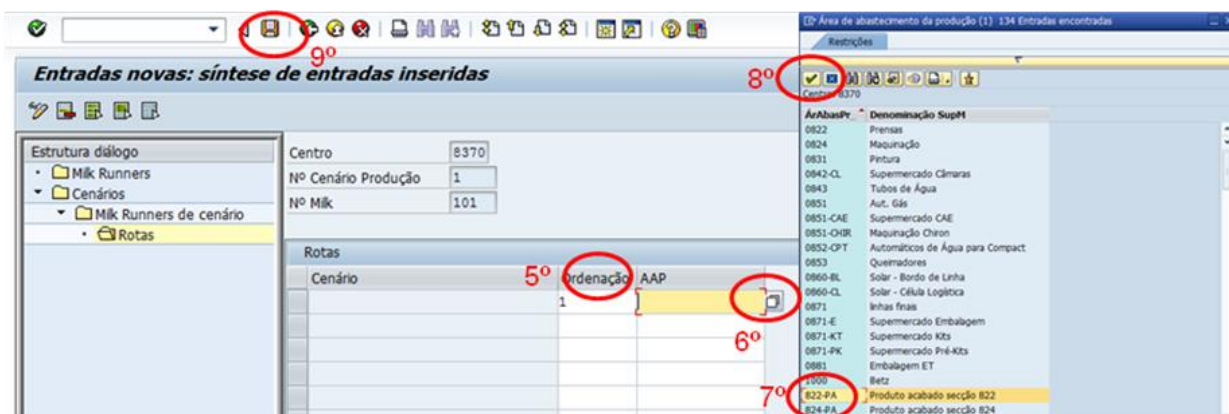 9º
Entradas novas: síntese de entradas inseridas
Estrutura diálogo
Milk Runners
Cenários
Milk Runners de cenário
Rotas
Centro 8370
Nº Cenário Produção 1
Nº Milk 101
Rotas
Cenário 5º Ordenação AAP
1
6º
Área de abastecimento da produção (1) 134 Entradas encontradas
Restrições
8º
Centro: 8370
ÁrAbasPr_ Denominação SupM
0822 Prensas
0824 Maquinação
0831 Pintura
0842-CL Supermercado Câmaras
0843 Tubos de Água
0851 Aut. Gás
0851-CAE Supermercado CAE
0851-CHIR Maquinação Chiron
0852-CPT Automáticos de Água para Compact
0853 Queimadores
0860-BL Solar - Bordo de Linha
0860-CL Solar - Célula Logística
0871 linhas finais
0871-E Supermercado Embalagem
0871-KT Supermercado Kits
0871-PK Supermercado Pré-Kits
0881 Embalagem ET
1000 Betz
7º 822-PA Produto acabado secção 822
824-PA Produto acabado secção 824